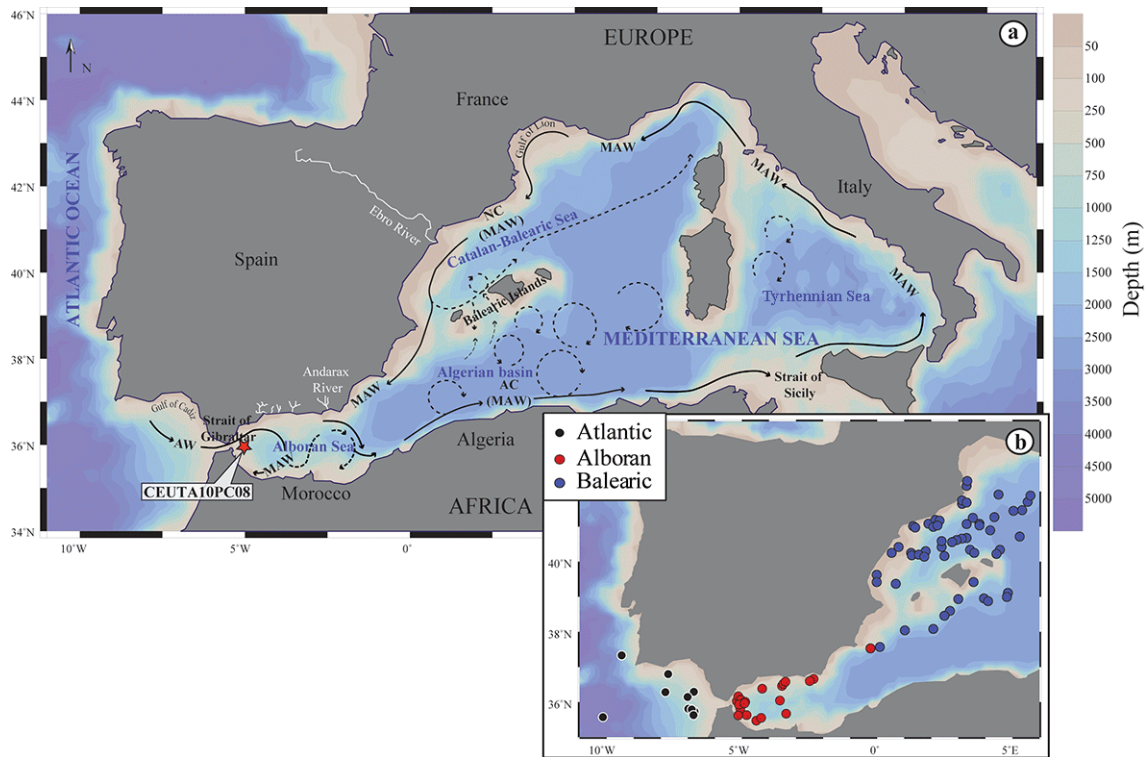 46°N
44°N
42°N
40°N
38°N
36°N
34°N
10°W
5°W
0°
a
N
EUROPE
France
Gulf of Lion
MAW
MAW
Italy
ATLANTIC OCEAN
Ebro River
NC
(MAW)
Catalan-Balearic Sea
Spain
Balearic Islands
Tyrhennian Sea
MAW
MEDITERRANEAN SEA
Andarax
River
MAW
Algerian basin
AC
(MAW)
Strait of
Sicily
Gulf of Cadiz
AW
Strait of
Gibraltar
Alboran Sea
MAW
Algeria
CEUTA10PC08
Morocco
AFRICA
50
100
250
500
750
1000
1250
1500
2000
2500
3000
3500
4000
4500
5000
Depth (m)
Atlantic
Alboran
Balearic
b
40°N
38°N
36°N
10°W
5°W
0°
5°E